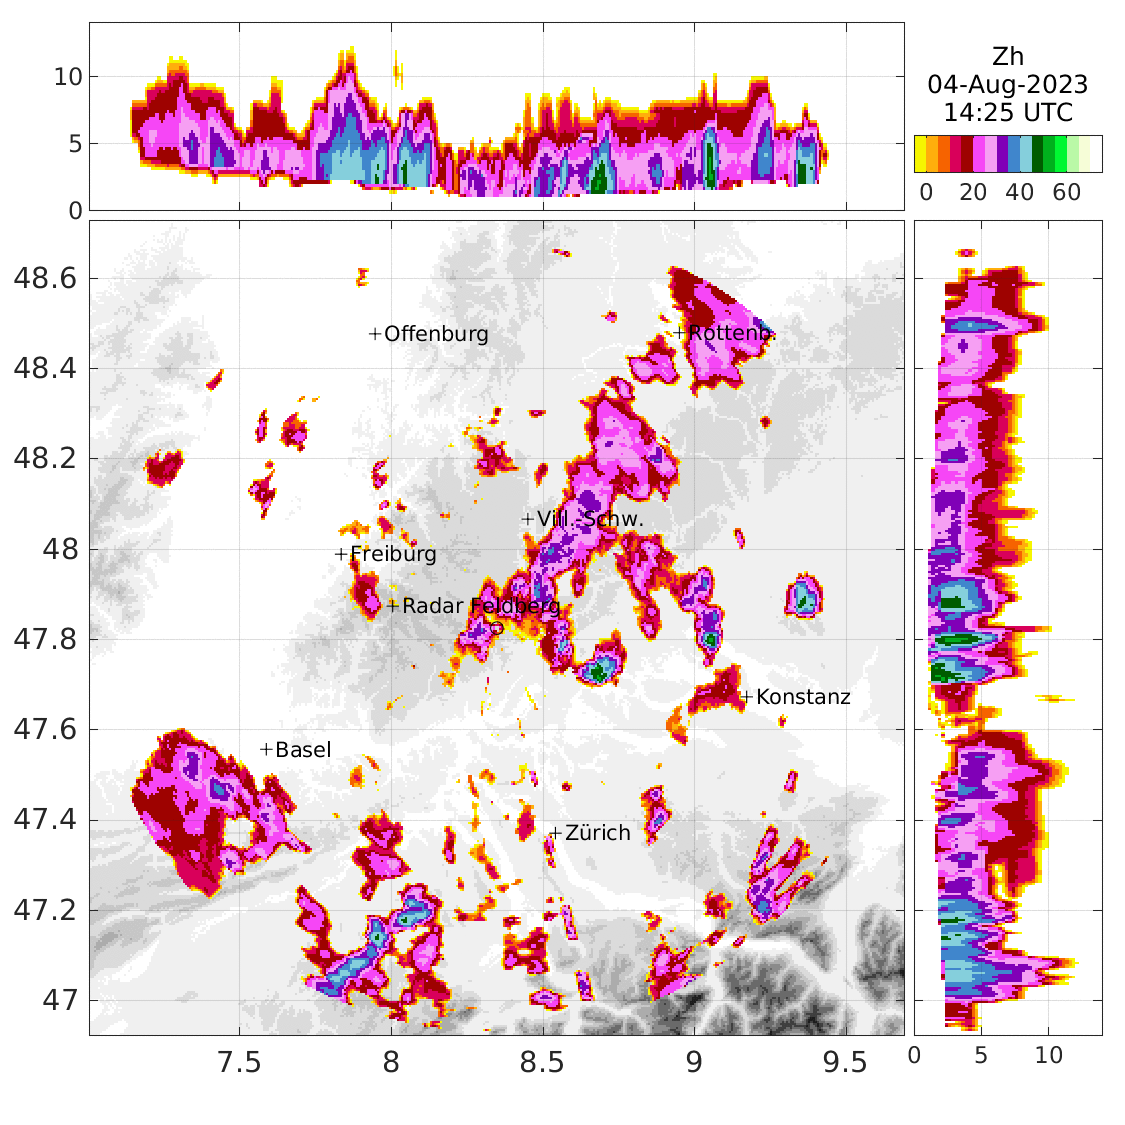 Zh
04-Aug-2023
14:25 UTC
0 20 40 60
10
5
0
48.6
48.4
48.2
48
47.8
47.6
47.4
47.2
47
+Offenburg
+Rottenb.
+Vill.-Schw.
+Freiburg
+Radar Feldberg
+Konstanz
+Basel
+Zürich
7.5 8 8.5 9 9.5
0 5 10